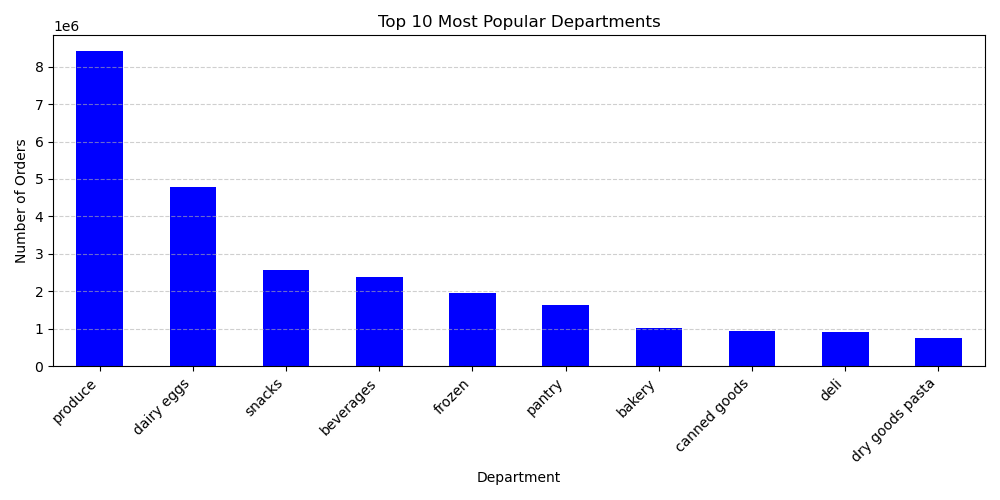 Top 10 Most Popular Departments
1e6
8
7
6
5
4
3
2
1
0
Number of Orders
produce
dairy eggs
snacks
beverages
frozen
pantry
bakery
canned goods
deli
dry goods pasta
Department